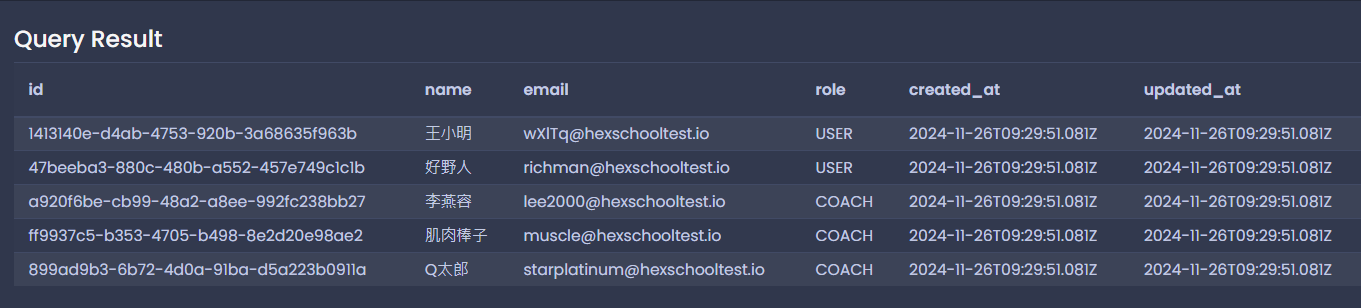 Query Result
id name email role created_at updated_at
1413140e-d4ab-4753-920b-3a68635f963b 王小明 wXlTq@hexschooltest.io USER 2024-11-26T09:29:51.081Z 2024-11-26T09:29:51.081Z
47beeba3-880c-480b-a552-457e749c1c1b 好野人 richman@hexschooltest.io USER 2024-11-26T09:29:51.081Z 2024-11-26T09:29:51.081Z
a920f6be-cb99-48a2-a8ee-992fc238bb27 李燕容 lee2000@hexschooltest.io COACH 2024-11-26T09:29:51.081Z 2024-11-26T09:29:51.081Z
ff9937c5-b353-4705-b498-8e2d20e98ae2 肌肉棒子 muscle@hexschooltest.io COACH 2024-11-26T09:29:51.081Z 2024-11-26T09:29:51.081Z
899ad9b3-6b72-4d0a-91ba-d5a223b0911a Q太郎 starplatinum@hexschooltest.io COACH 2024-11-26T09:29:51.081Z 2024-11-26T09:29:51.081Z